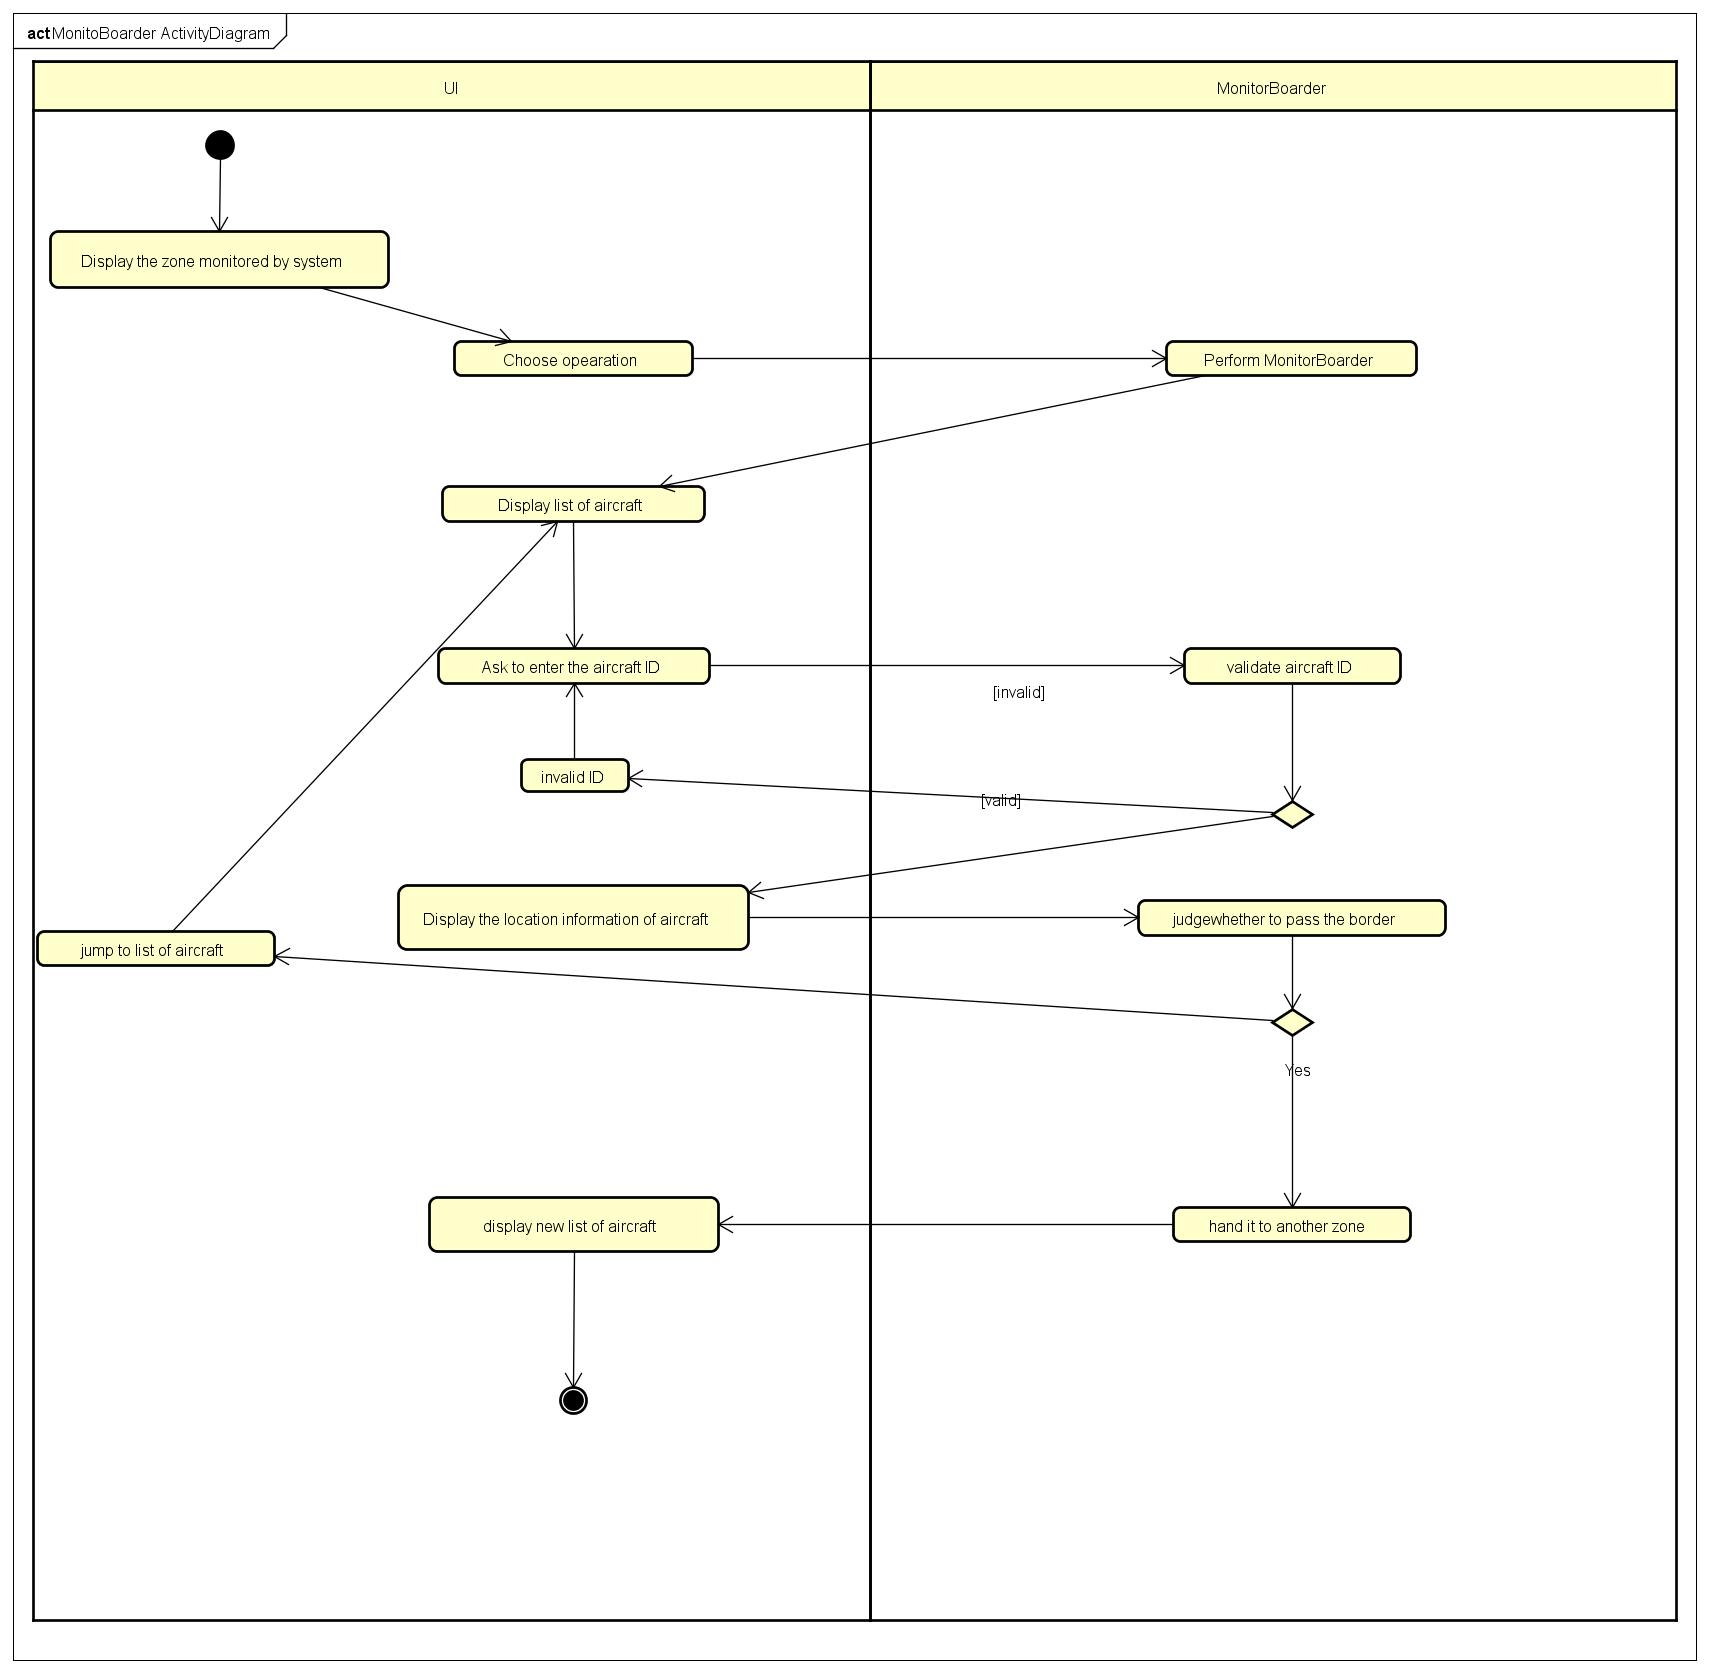 act MonitoBoarder ActivityDiagram
UI
MonitorBoarder
Display the zone monitored by system
Choose opearation
Perform MonitorBoarder
Display list of aircraft
Ask to enter the aircraft ID
validate aircraft ID
[invalid]
invalid ID
[valid]
Display the location information of aircraft
judgewhether to pass the border
jump to list of aircraft
Yes
display new list of aircraft
hand it to another zone